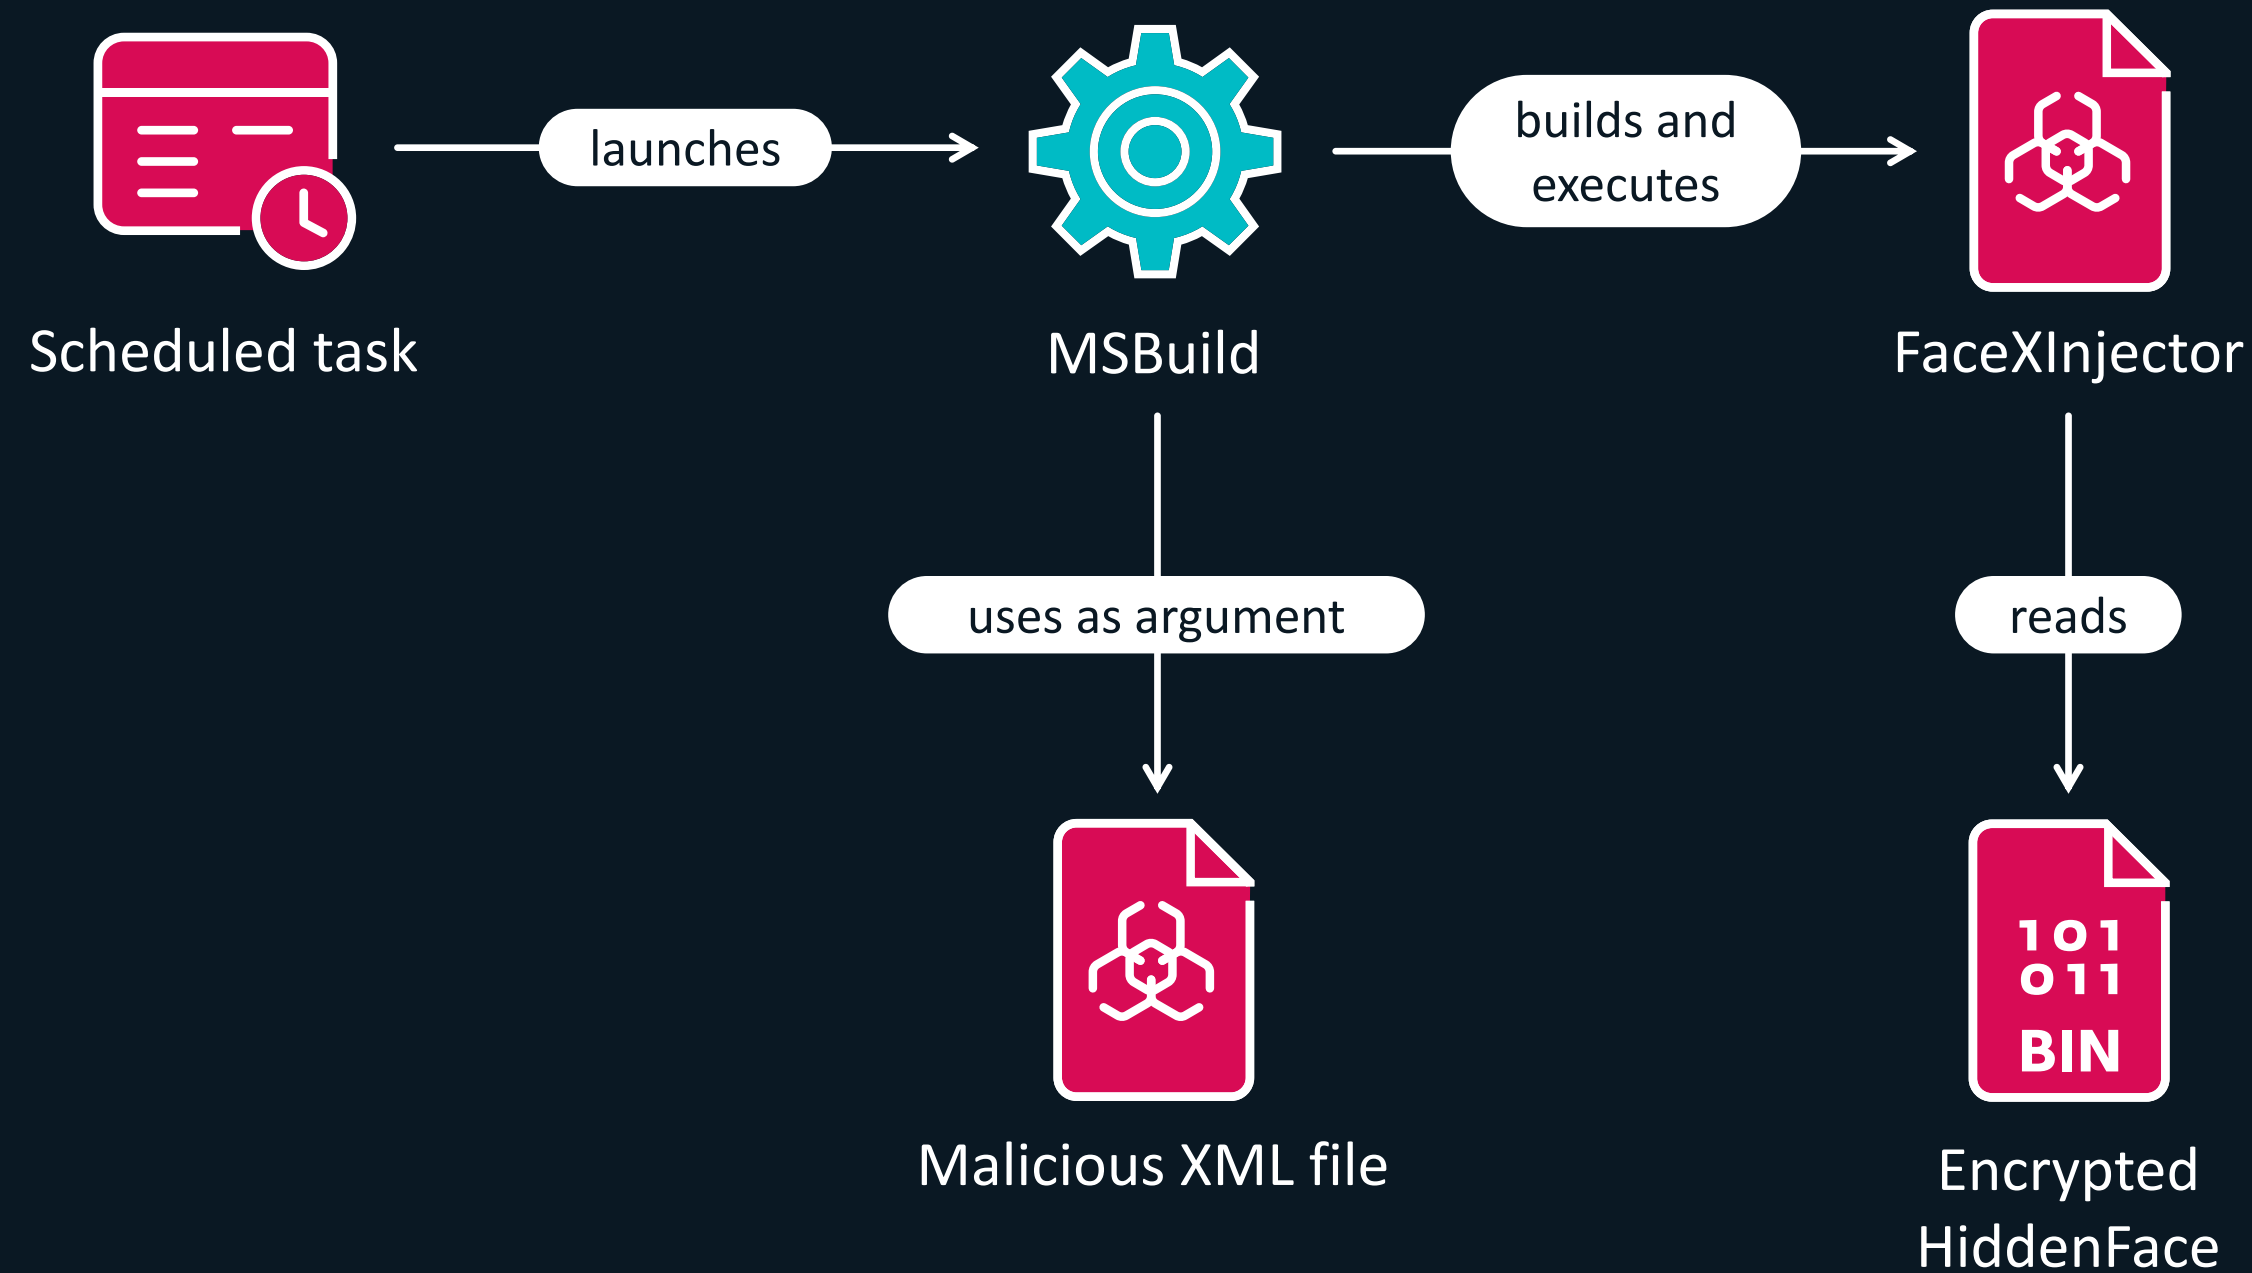 launches
builds and
executes
Scheduled task
MSBuild
FaceXInjector
uses as argument
reads
101
011
BIN
Malicious XML file
Encrypted
HiddenFace